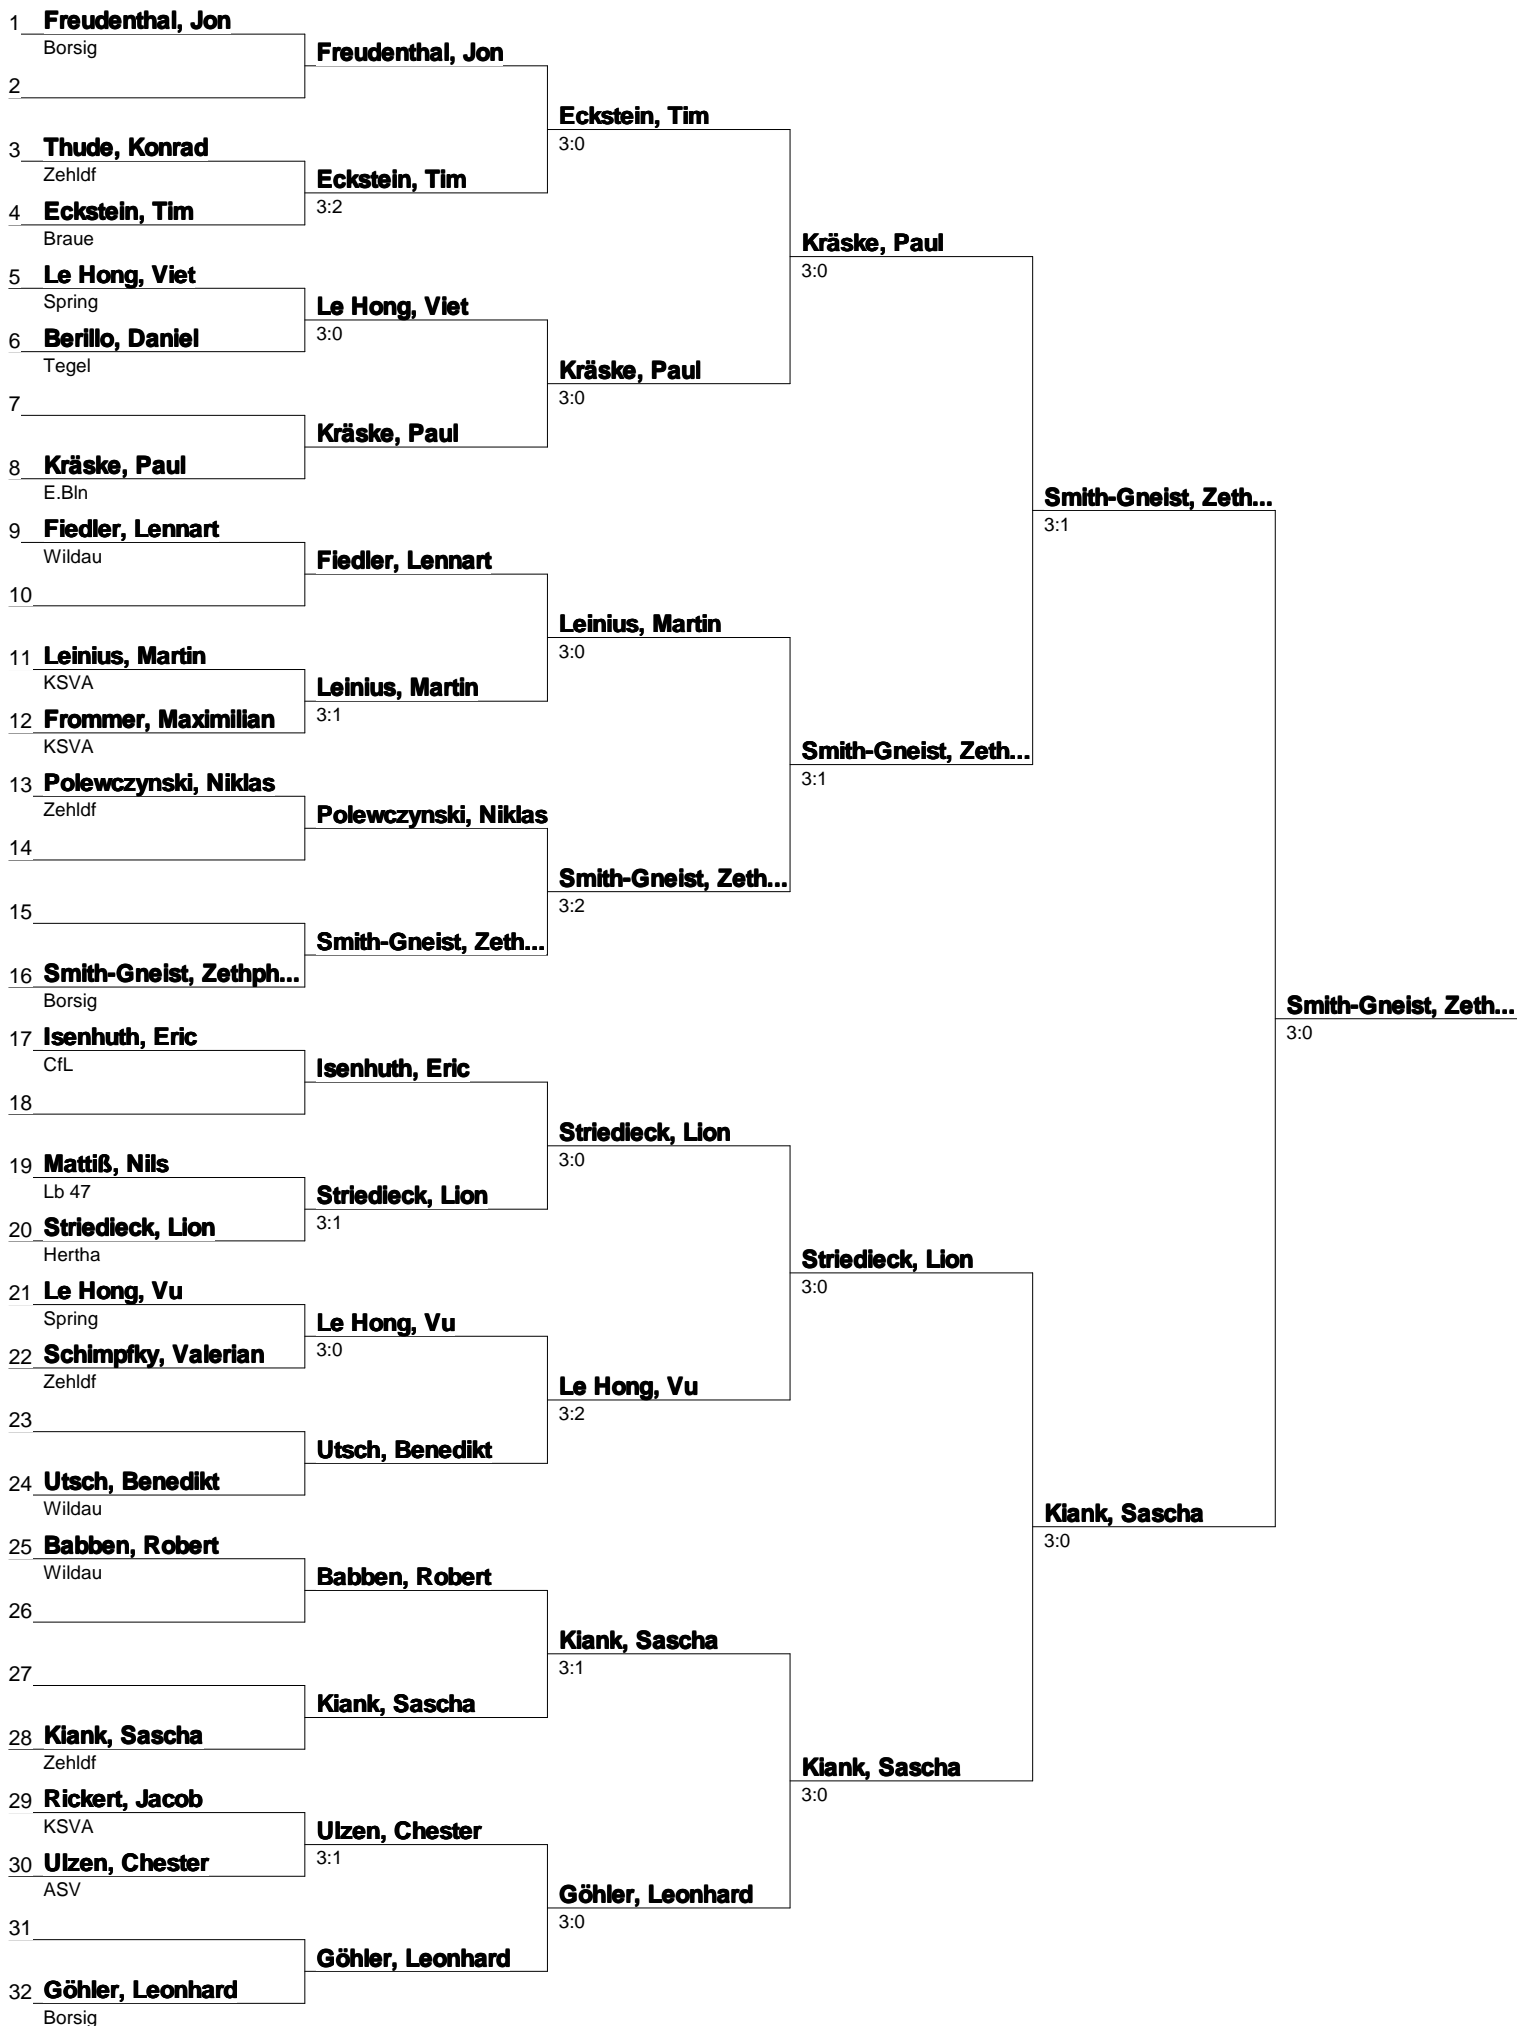 1 Freudenthal, Jon
Borsig
Freudenthal, Jon
2
Eckstein, Tim
3:0
3 Thude, Konrad
Zehldf
Eckstein, Tim
3:2
4 Eckstein, Tim
Braue
Kräske, Paul
3:0
5 Le Hong, Viet
Spring
Le Hong, Viet
3:0
6 Berillo, Daniel
Tegel
Kräske, Paul
3:0
7
Kräske, Paul
8 Kräske, Paul
E.Bln
Smith-Gneist, Zeth...
3:1
9 Fiedler, Lennart
Wildau
Fiedler, Lennart
10
Leinius, Martin
3:0
11 Leinius, Martin
KSVA
Leinius, Martin
3:1
12 Frommer, Maximilian
KSVA
Smith-Gneist, Zeth...
3:1
13 Polewczynski, Niklas
Zehldf
Polewczynski, Niklas
14
Smith-Gneist, Zeth...
3:2
15
Smith-Gneist, Zeth...
16 Smith-Gneist, Zethph...
Borsig
Smith-Gneist, Zeth...
3:0
17 Isenhuth, Eric
CfL
Isenhuth, Eric
18
Striedieck, Lion
3:0
19 Mattiß, Nils
Lb 47
Striedieck, Lion
3:1
20 Striedieck, Lion
Hertha
Striedieck, Lion
3:0
21 Le Hong, Vu
Spring
Le Hong, Vu
3:0
22 Schimpfky, Valerian
Zehldf
Le Hong, Vu
3:2
23
Utsch, Benedikt
24 Utsch, Benedikt
Wildau
Kiank, Sascha
3:0
25 Babben, Robert
Wildau
Babben, Robert
26
Kiank, Sascha
3:1
27
Kiank, Sascha
28 Kiank, Sascha
Zehldf
Kiank, Sascha
3:0
29 Rickert, Jacob
KSVA
Ulzen, Chester
3:1
30 Ulzen, Chester
ASV
Göhler, Leonhard
3:0
31
Göhler, Leonhard
32 Göhler, Leonhard
Borsig